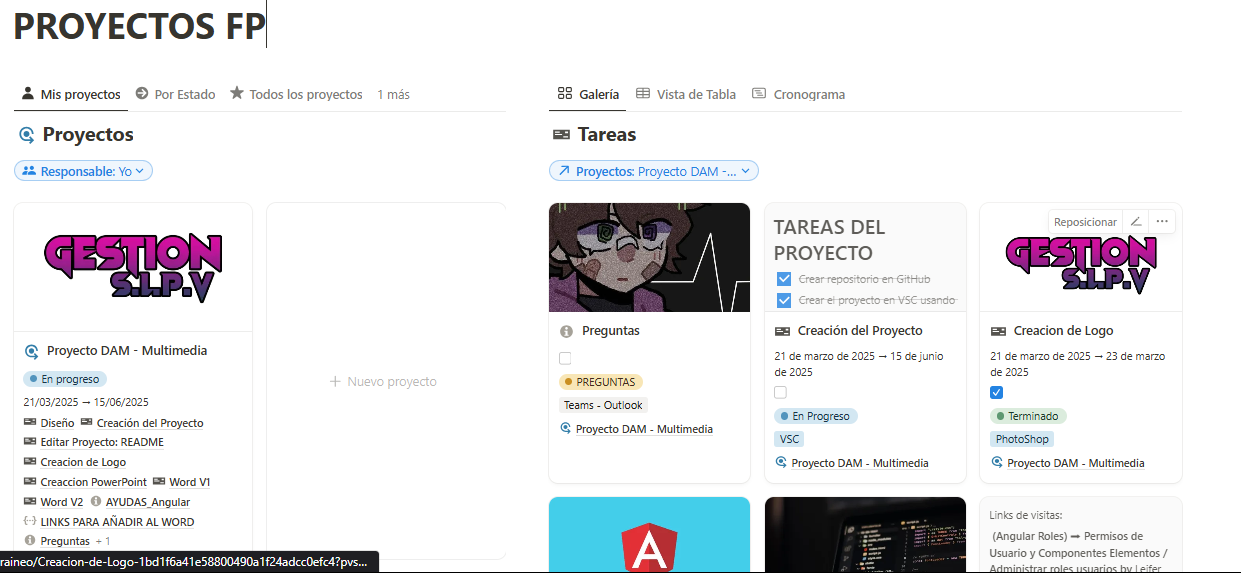 PROYECTOS FP
Mis proyectos
Por Estado
Todos los proyectos
1 más
Proyectos
Responsable: Yo
GESTION
S.I.P.V
Proyecto DAM - Multimedia
En progreso
21/03/2025 → 15/06/2025
Diseño Creación del Proyecto
Editar Proyecto: README
Creacion de Logo
Creaccion PowerPoint Word V1
Word V2 AYUDAS_Angular
LINKS PARA AÑADIR AL WORD
Preguntas + 1
+ Nuevo proyecto
raineo/Creacion-de-Logo-1bd1f6a41e58800490a1f24adcc0efc4?pvs...
Galería
Vista de Tabla
Cronograma
Tareas
Proyectos: Proyecto DAM -...
Preguntas
PREGUNTAS
Teams - Outlook
Proyecto DAM - Multimedia
TAREAS DEL
PROYECTO
Crear repositorio en GitHub
Crear el proyecto en VSC usando
Creación del Proyecto
21 de marzo de 2025 → 15 de junio
de 2025
En Progreso
VSC
Proyecto DAM - Multimedia
Reposicionar
GESTION
S.I.P.V
Creacion de Logo
21 de marzo de 2025 → 23 de marzo
de 2025
Terminado
PhotoShop
Proyecto DAM - Multimedia
A
Links de visitas:
(Angular Roles) → Permisos de
Usuario y Componentes Elementos /
Administrar roles usuarios by Leifer